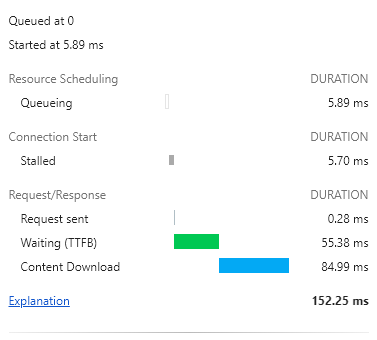 Queued at 0
Started at 5.89 ms
Resource Scheduling DURATION
Queueing 5.89 ms
Connection Start DURATION
Stalled 5.70 ms
Request/Response DURATION
Request sent 0.28 ms
Waiting (TTFB) 55.38 ms
Content Download 84.99 ms
Explanation 152.25 ms